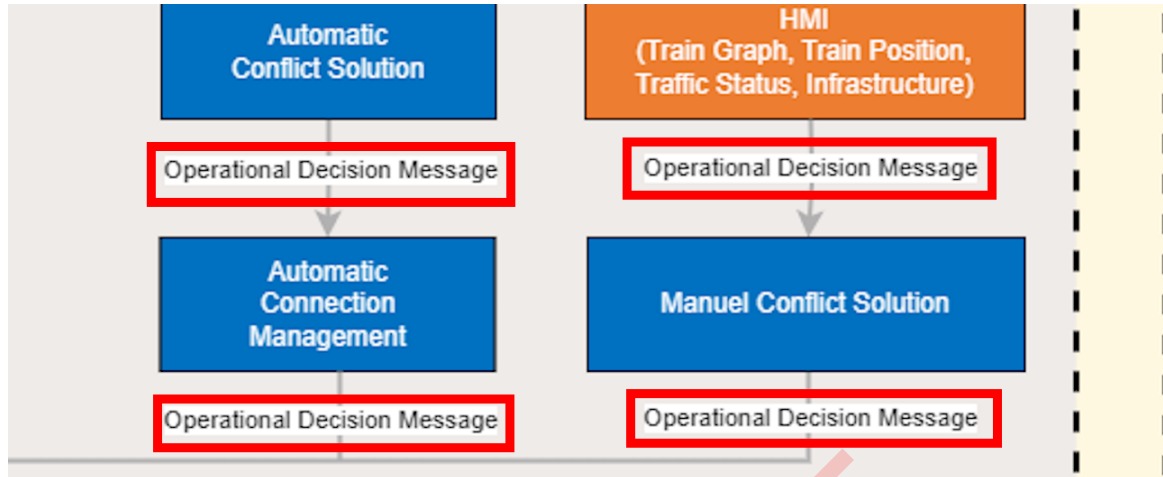 Automatic
Conflict Solution
HMI
(Train Graph, Train Position,
Traffic Status, Infrastructure)
Operational Decision Message
Operational Decision Message
Automatic
Connection
Management
Manuel Conflict Solution
Operational Decision Message
Operational Decision Message